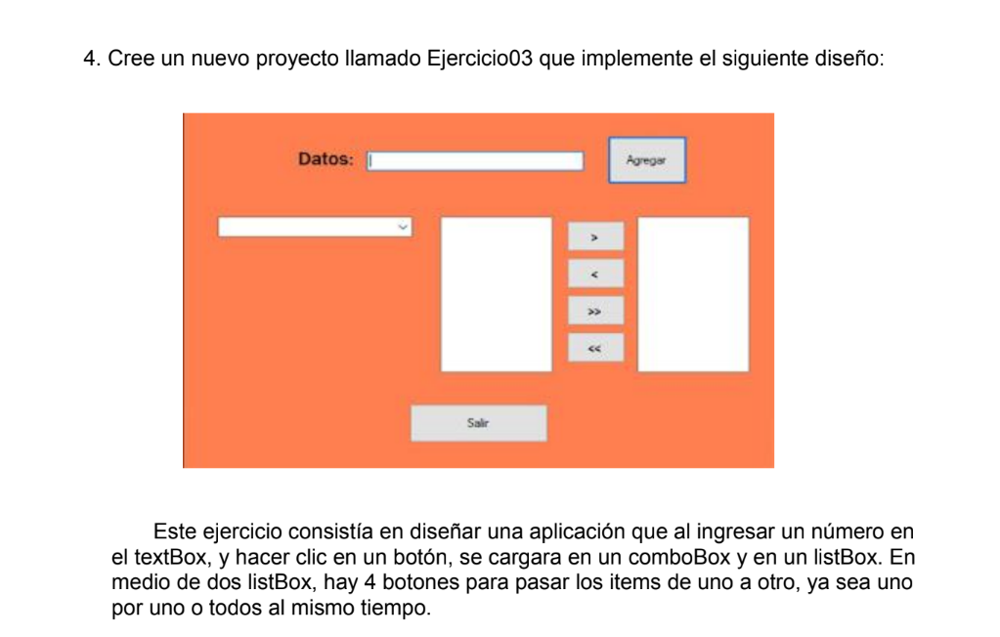 4. Cree un nuevo proyecto llamado Ejercicio03 que implemente el siguiente diseño:
Datos:
Agregar
>
<
>>
<<
Salir
Este ejercicio consistía en diseñar una aplicación que al ingresar un número en
el textBox, y hacer clic en un botón, se cargara en un comboBox y en un listBox. En
medio de dos listBox, hay 4 botones para pasar los items de uno a otro, ya sea uno
por uno o todos al mismo tiempo.